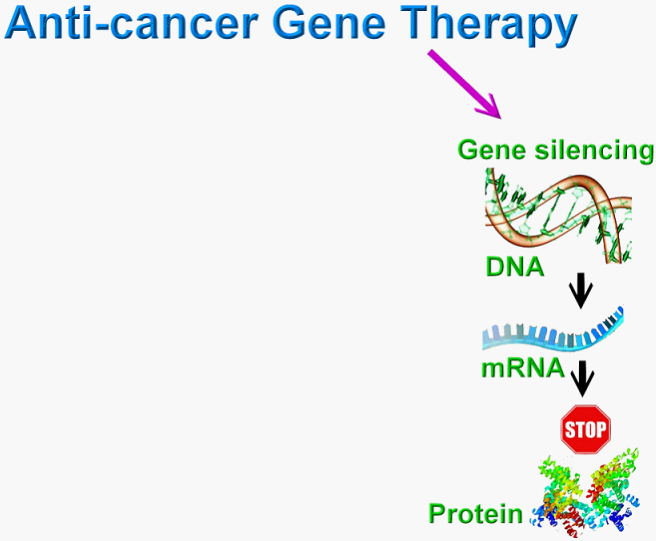 Anti-cancer Gene Therapy
Gene silencing
DNA
mRNA
STOP
Protein